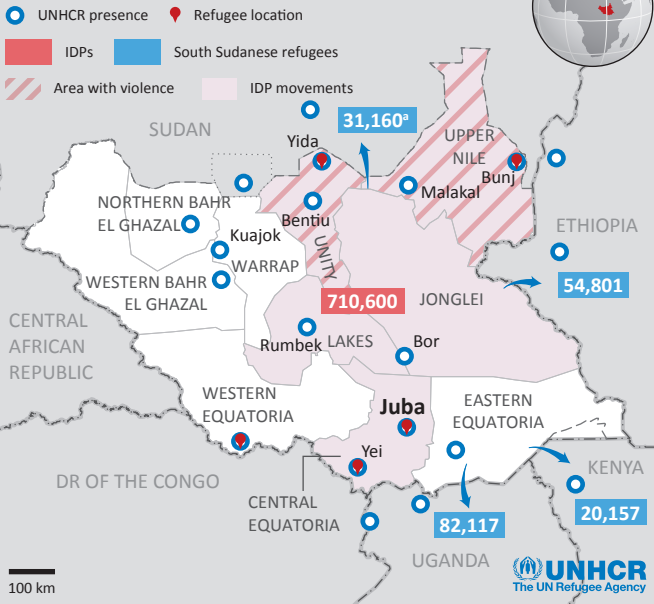 UNHCR presence
Refugee location
IDPs
South Sudanese refugees
Area with violence
IDP movements
SUDAN
31,160ᵃ
Yida
UPPER
NILE
Bunj
Malakal
NORTHERN BAHR
EL GHAZAL
Bentiu
ETHIOPIA
Kuajok
UNITY
WARRAP
WESTERN BAHR
EL GHAZAL
54,801
710,600
JONGLEI
CENTRAL
AFRICAN
REPUBLIC
Rumbek
LAKES
Bor
WESTERN
EQUATORIA
Juba
EASTERN
EQUATORIA
Yei
KENYA
DR OF THE CONGO
CENTRAL
EQUATORIA
20,157
82,117
UGANDA
100 km
UNHCR
The UN Refugee Agency